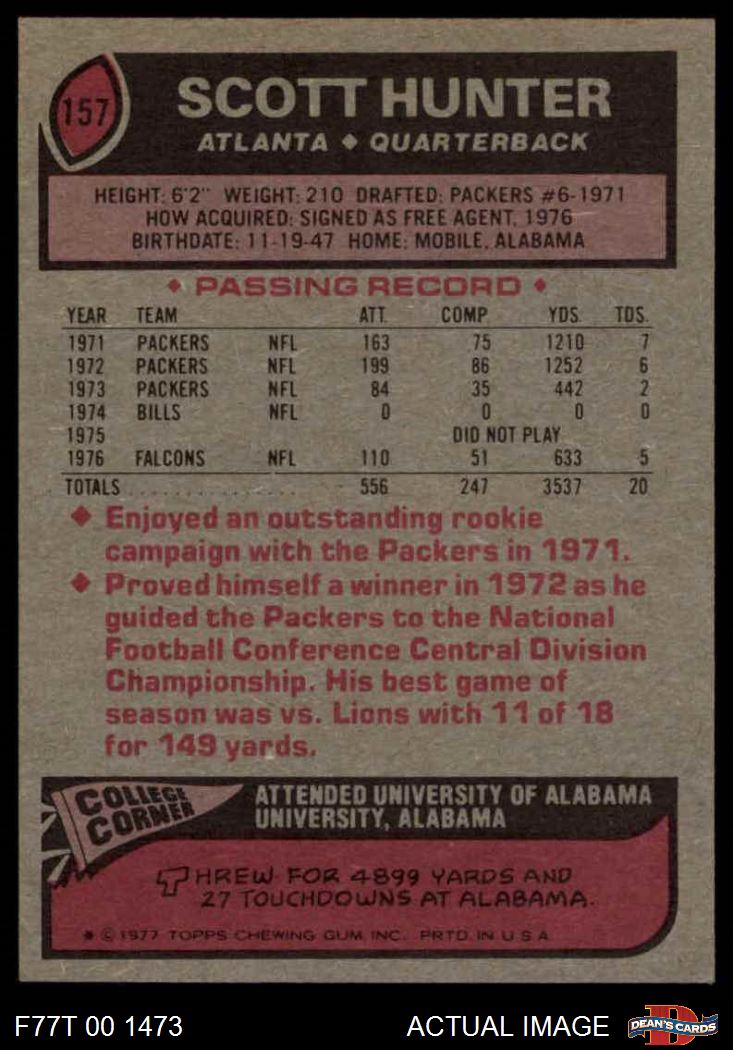 157
SCOTT HUNTER
ATLANTA ◆ QUARTERBACK
HEIGHT: 6'2" WEIGHT: 210 DRAFTED: PACKERS #6-1971
HOW ACQUIRED: SIGNED AS FREE AGENT, 1976
BIRTHDATE: 11-19-47 HOME: MOBILE, ALABAMA
◆ PASSING RECORD ◆
YEAR TEAM ATT. COMP. YDS. TDS.
1971 PACKERS NFL 163 75 1210 7
1972 PACKERS NFL 199 86 1252 6
1973 PACKERS NFL 84 35 442 2
1974 BILLS NFL 0 0 0 0
1975 DID NOT PLAY
1976 FALCONS NFL 110 51 633 5
TOTALS . . . . . . . . . . . . . . . . . 556 247 3537 20
◆ Enjoyed an outstanding rookie
campaign with the Packers in 1971.
◆ Proved himself a winner in 1972 as he
guided the Packers to the National
Football Conference Central Division
Championship. His best game of
season was vs. Lions with 11 of 18
for 149 yards.
COLLEGE
CORNER
ATTENDED UNIVERSITY OF ALABAMA
UNIVERSITY, ALABAMA
THREW FOR 4899 YARDS AND
27 TOUCHDOWNS AT ALABAMA.
* © 1977 TOPPS CHEWING GUM, INC. PRTD. IN U S A
F77T 00 1473
ACTUAL IMAGE
D
DEAN'S CARDS